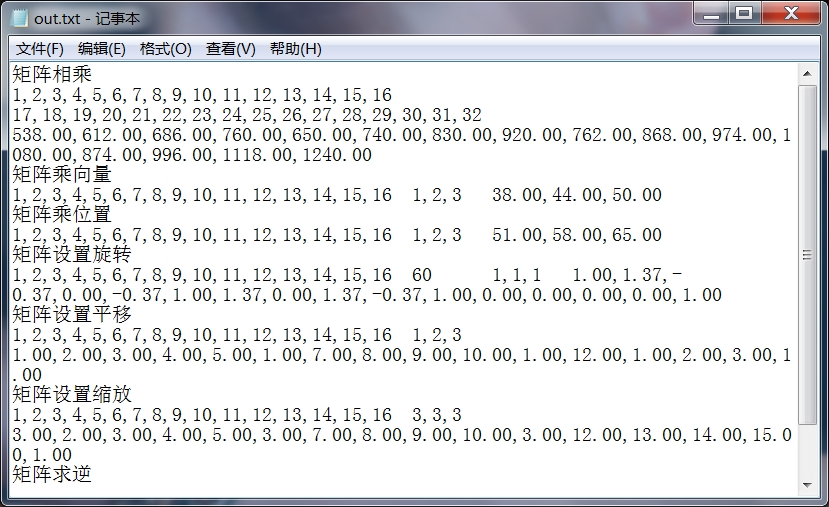 out.txt - 记事本
文件(F) 编辑(E) 格式(O) 查看(V) 帮助(H)
矩阵相乘
1,2,3,4,5,6,7,8,9,10,11,12,13,14,15,16
17,18,19,20,21,22,23,24,25,26,27,28,29,30,31,32
538.00,612.00,686.00,760.00,650.00,740.00,830.00,920.00,762.00,868.00,974.00,1
080.00,874.00,996.00,1118.00,1240.00
矩阵乘向量
1,2,3,4,5,6,7,8,9,10,11,12,13,14,15,16 1,2,3 38.00,44.00,50.00
矩阵乘位置
1,2,3,4,5,6,7,8,9,10,11,12,13,14,15,16 1,2,3 51.00,58.00,65.00
矩阵设置旋转
1,2,3,4,5,6,7,8,9,10,11,12,13,14,15,16 60 1,1,1 1.00,1.37,-
0.37,0.00,-0.37,1.00,1.37,0.00,1.37,-0.37,1.00,0.00,0.00,0.00,0.00,1.00
矩阵设置平移
1,2,3,4,5,6,7,8,9,10,11,12,13,14,15,16 1,2,3
1.00,2.00,3.00,4.00,5.00,1.00,7.00,8.00,9.00,10.00,1.00,12.00,1.00,2.00,3.00,1
.00
矩阵设置缩放
1,2,3,4,5,6,7,8,9,10,11,12,13,14,15,16 3,3,3
3.00,2.00,3.00,4.00,5.00,3.00,7.00,8.00,9.00,10.00,3.00,12.00,13.00,14.00,15.0
0,1.00
矩阵求逆